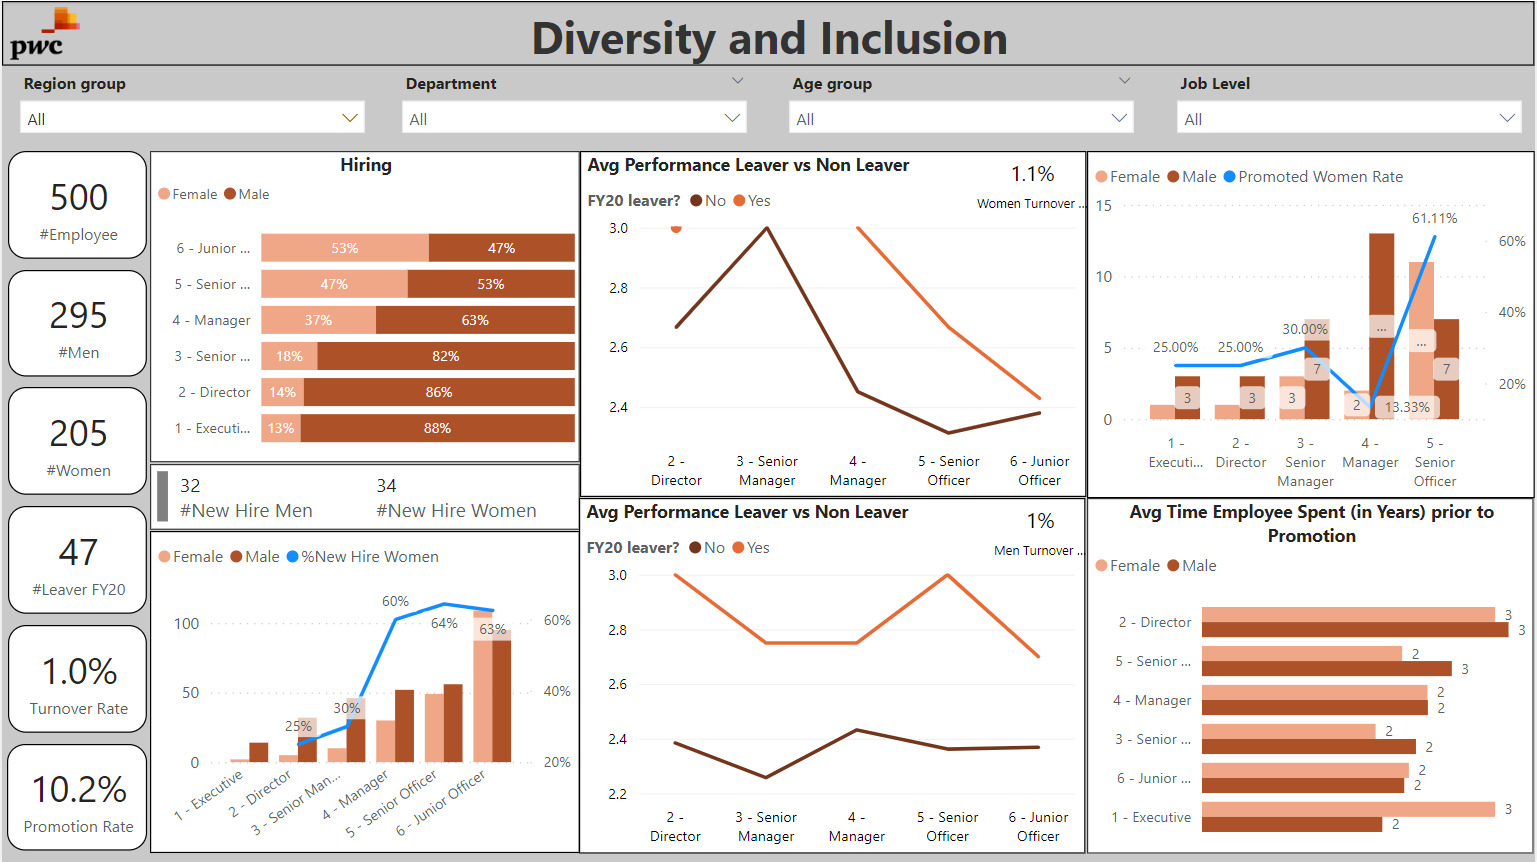 pwc
Diversity and Inclusion
Region group
All
Department
All
Age group
All
Job Level
All
500
#Employee
295
#Men
205
#Women
47
#Leaver FY20
1.0%
Turnover Rate
10.2%
Promotion Rate
Hiring
Female Male
6 - Junior ... 53% 47%
5 - Senior ... 47% 53%
4 - Manager 37% 63%
3 - Senior ... 18% 82%
2 - Director 14% 86%
1 - Executi... 13% 88%
32 34
#New Hire Men #New Hire Women
Female Male %New Hire Women
100
50
0
60%
40%
20%
25%
30%
60%
64%
63%
1 - Executive
2 - Director
3 - Senior Man...
4 - Manager
5 - Senior Officer
6 - Junior Officer
Avg Performance Leaver vs Non Leaver
1.1%
Women Turnover ...
FY20 leaver? No Yes
3.0
2.8
2.6
2.4
2 - 3 - Senior 4 - 5 - Senior 6 - Junior
Director Manager Manager Officer Officer
Avg Performance Leaver vs Non Leaver
1%
Men Turnover ...
FY20 leaver? No Yes
3.0
2.8
2.6
2.4
2.2
2 - 3 - Senior 4 - 5 - Senior 6 - Junior
Director Manager Manager Officer Officer
Female Male Promoted Women Rate
15
10
5
0
60%
40%
20%
61.11%
30.00%
25.00% 25.00%
13.33%
...
...
7
7
3
3
3
2
1 - 2 - 3 - 4 - 5 -
Executi... Director Senior Manager Senior
Manager Officer
Avg Time Employee Spent (in Years) prior to
Promotion
Female Male
2 - Director 3 3
5 - Senior ... 2 3
4 - Manager 2 2
3 - Senior ... 2 2
6 - Junior ... 2 2
1 - Executive 3 2